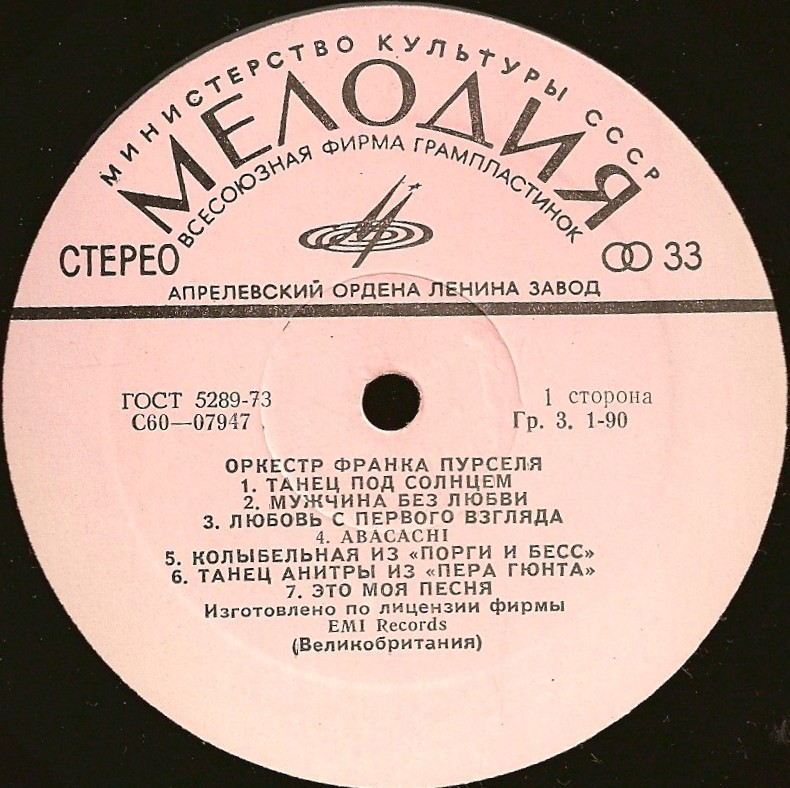 МИНИСТЕРСТВО КУЛЬТУРЫ СССР
МЕЛОДИЯ
ВСЕСОЮЗНАЯ ФИРМА ГРАМПЛАСТИНОК
СТЕРЕО
33
АПРЕЛЕВСКИЙ ОРДЕНА ЛЕНИНА ЗАВОД
ГОСТ 5289-73
С60—07947
1 сторона
Гр. 3. 1-90
ОРКЕСТР ФРАНКА ПУРСЕЛЯ
1. ТАНЕЦ ПОД СОЛНЦЕМ
2. МУЖЧИНА БЕЗ ЛЮБВИ
3. ЛЮБОВЬ С ПЕРВОГО ВЗГЛЯДА
4. ABACACHI
5. КОЛЫБЕЛЬНАЯ ИЗ «ПОРГИ И БЕСС»
6. ТАНЕЦ АНИТРЫ ИЗ «ПЕРА ГЮНТА»
7. ЭТО МОЯ ПЕСНЯ
Изготовлено по лицензии фирмы
EMI Records
(Великобритания)